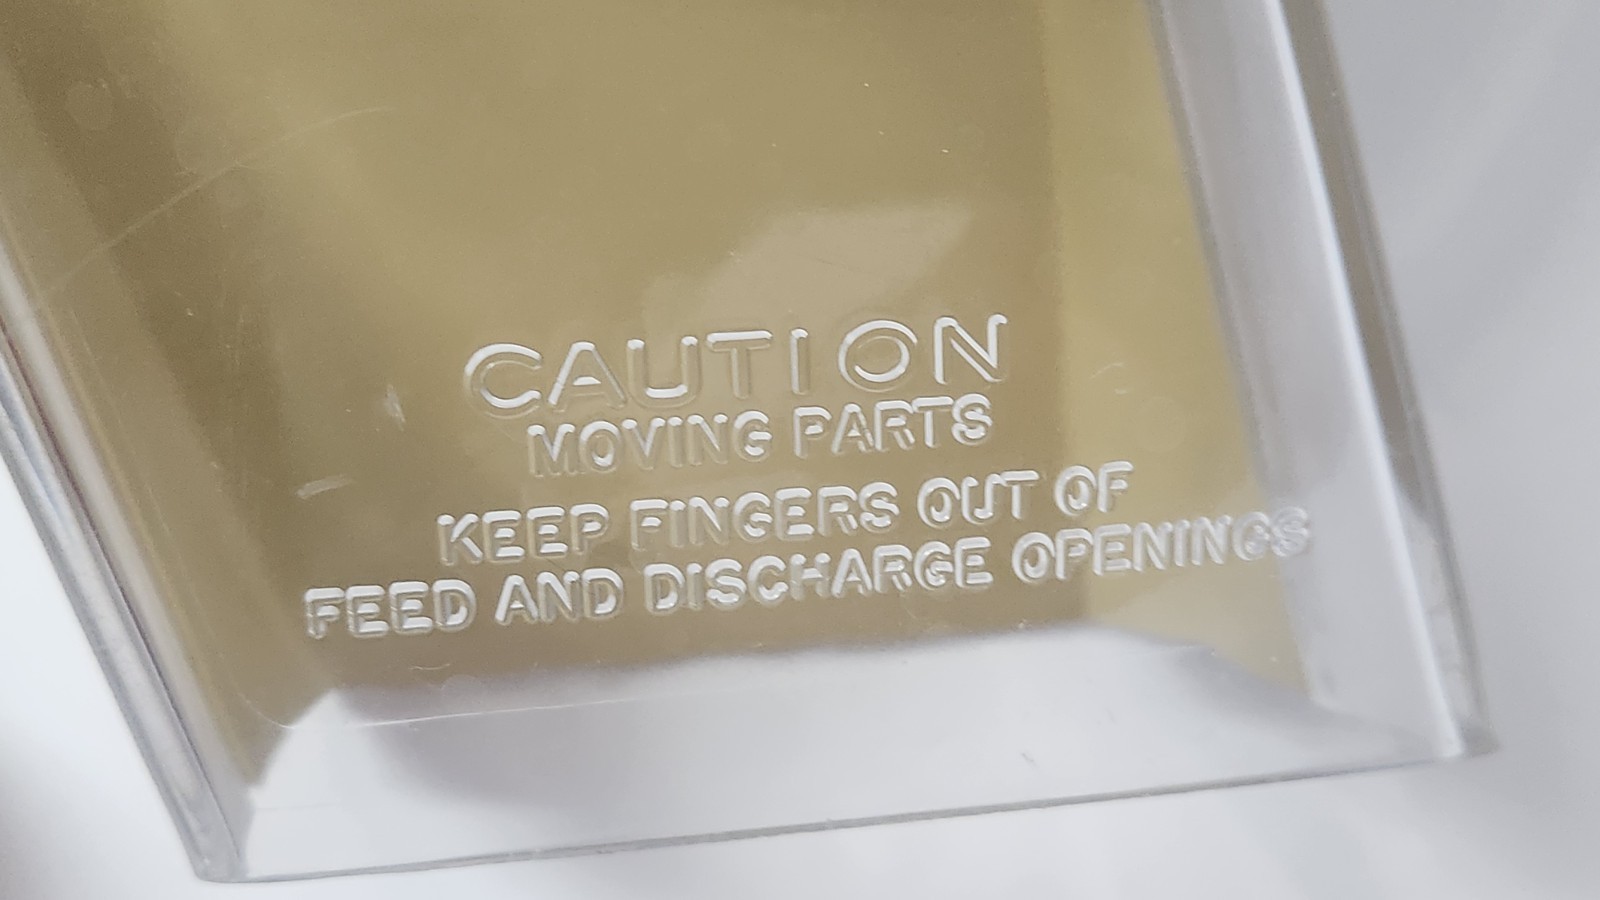 CAUTION
MOVING PARTS
KEEP FINGERS OUT OF
FEED AND DISCHARGE OPENINGS